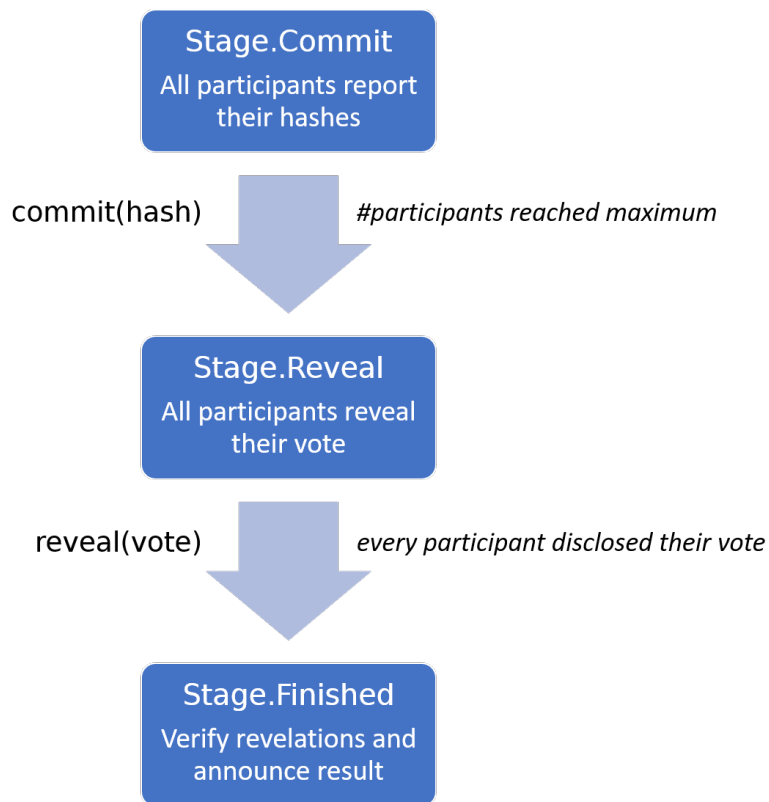 Stage.Commit
All participants report
their hashes
commit(hash)
#participants reached maximum
Stage.Reveal
All participants reveal
their vote
reveal(vote)
every participant disclosed their vote
Stage.Finished
Verify revelations and
announce result